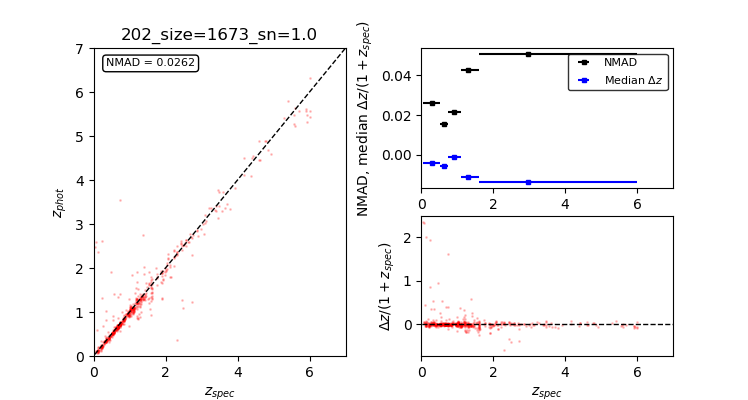 202_size=1673_sn=1.0
NMAD = 0.0262
7
6
5
4
3
2
1
0
z_phot
0 2 4 6
z_spec
NMAD, median Δz/(1 + z_spec)
0.04
0.02
0.00
NMAD
Median Δz
0 2 4 6
Δz/(1 + z_spec)
2
1
0
0 2 4 6
z_spec